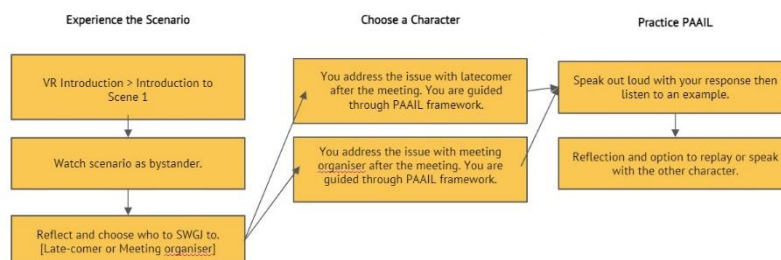 Experience the Scenario
VR Introduction > Introduction to
Scene 1
Watch scenario as bystander.
Reflect and choose who to SWGJ to.
[Late-comer or Meeting organiser]
Choose a Character
You address the issue with latecomer
after the meeting. You are guided
through PAAIL framework.
You address the issue with meeting
organiser after the meeting. You are
guided through PAAIL framework.
Practice PAAIL
Speak out loud with your response then
listen to an example.
Reflection and option to replay or speak
with the other character.